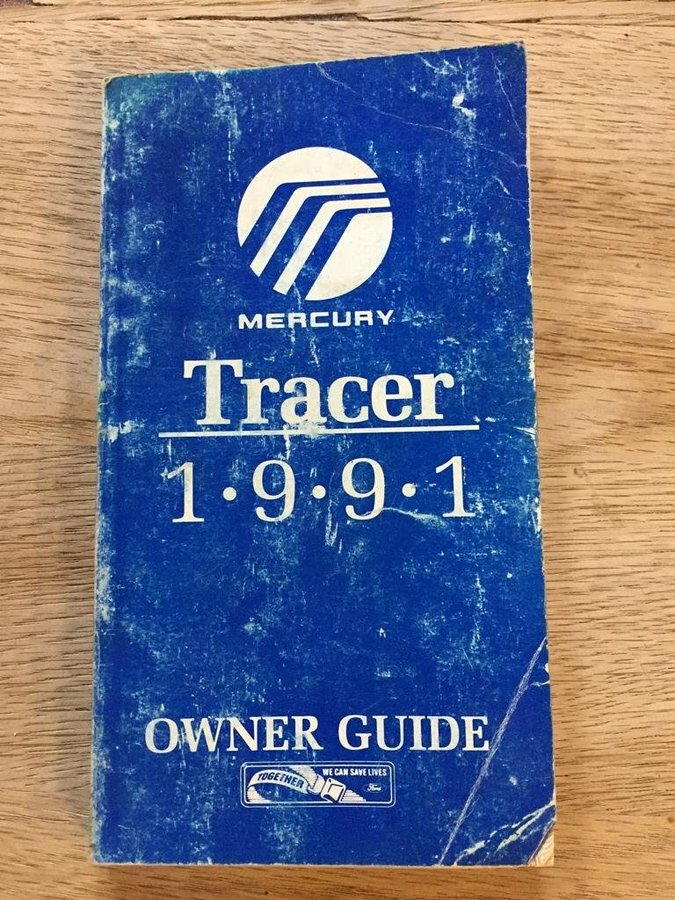 MERCURY
Tracer
1·9·9·1
OWNER GUIDE
TOGETHER
WE CAN SAVE LIVES
Ford